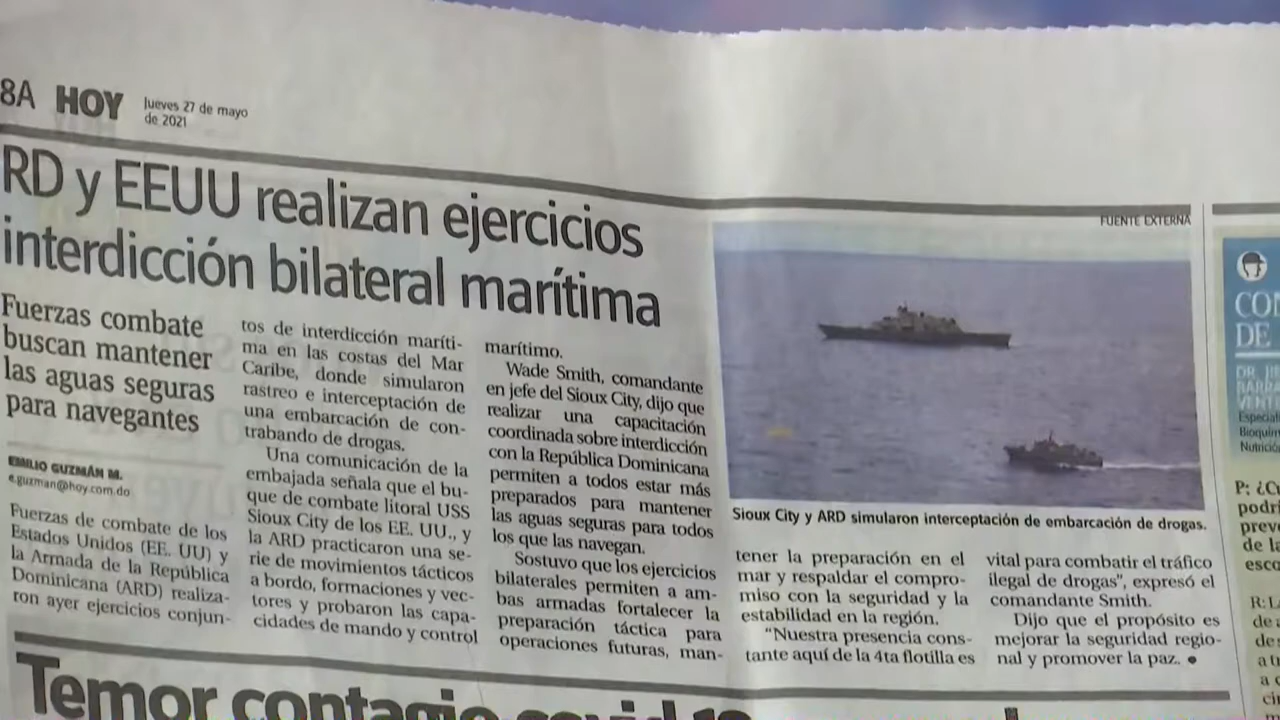 8A HOY Jueves 27 de mayo
de 2021
RD y EEUU realizan ejercicios
interdicción bilateral marítima
Fuerzas combate
buscan mantener
las aguas seguras
para navegantes
EMILIO GUZMÁN M.
e.guzman@hoy.com.do
Fuerzas de combate de los
Estados Unidos (EE. UU) y
la Armada de la República
Dominicana (ARD) realiza-
ron ayer ejercicios conjun-
tos de interdicción maríti-
ma en las costas del Mar
Caribe, donde simularon
rastreo e interceptación de
una embarcación de con-
trabando de drogas.
Una comunicación de la
embajada señala que el bu-
que de combate litoral USS
Sioux City de los EE. UU., y
la ARD practicaron una se-
rie de movimientos tácticos
a bordo, formaciones y vec-
tores y probaron las capa-
cidades de mando y control
marítimo.
Wade Smith, comandante
en jefe del Sioux City, dijo que
realizar una capacitación
coordinada sobre interdicción
con la República Dominicana
permiten a todos estar más
preparados para mantener
las aguas seguras para todos
los que las navegan.
Sostuvo que los ejercicios
bilaterales permiten a am-
bas armadas fortalecer la
preparación táctica para
operaciones futuras, man-
FUENTE EXTERNA
Sioux City y ARD simularon interceptación de embarcación de drogas.
tener la preparación en el
mar y respaldar el compro-
miso con la seguridad y la
estabilidad en la región.
"Nuestra presencia cons-
tante aquí de la 4ta flotilla es
vital para combatir el tráfico
ilegal de drogas", expresó el
comandante Smith.
Dijo que el propósito es
mejorar la seguridad regio-
nal y promover la paz.
Temor contagio covid-19
DE
P:
R: